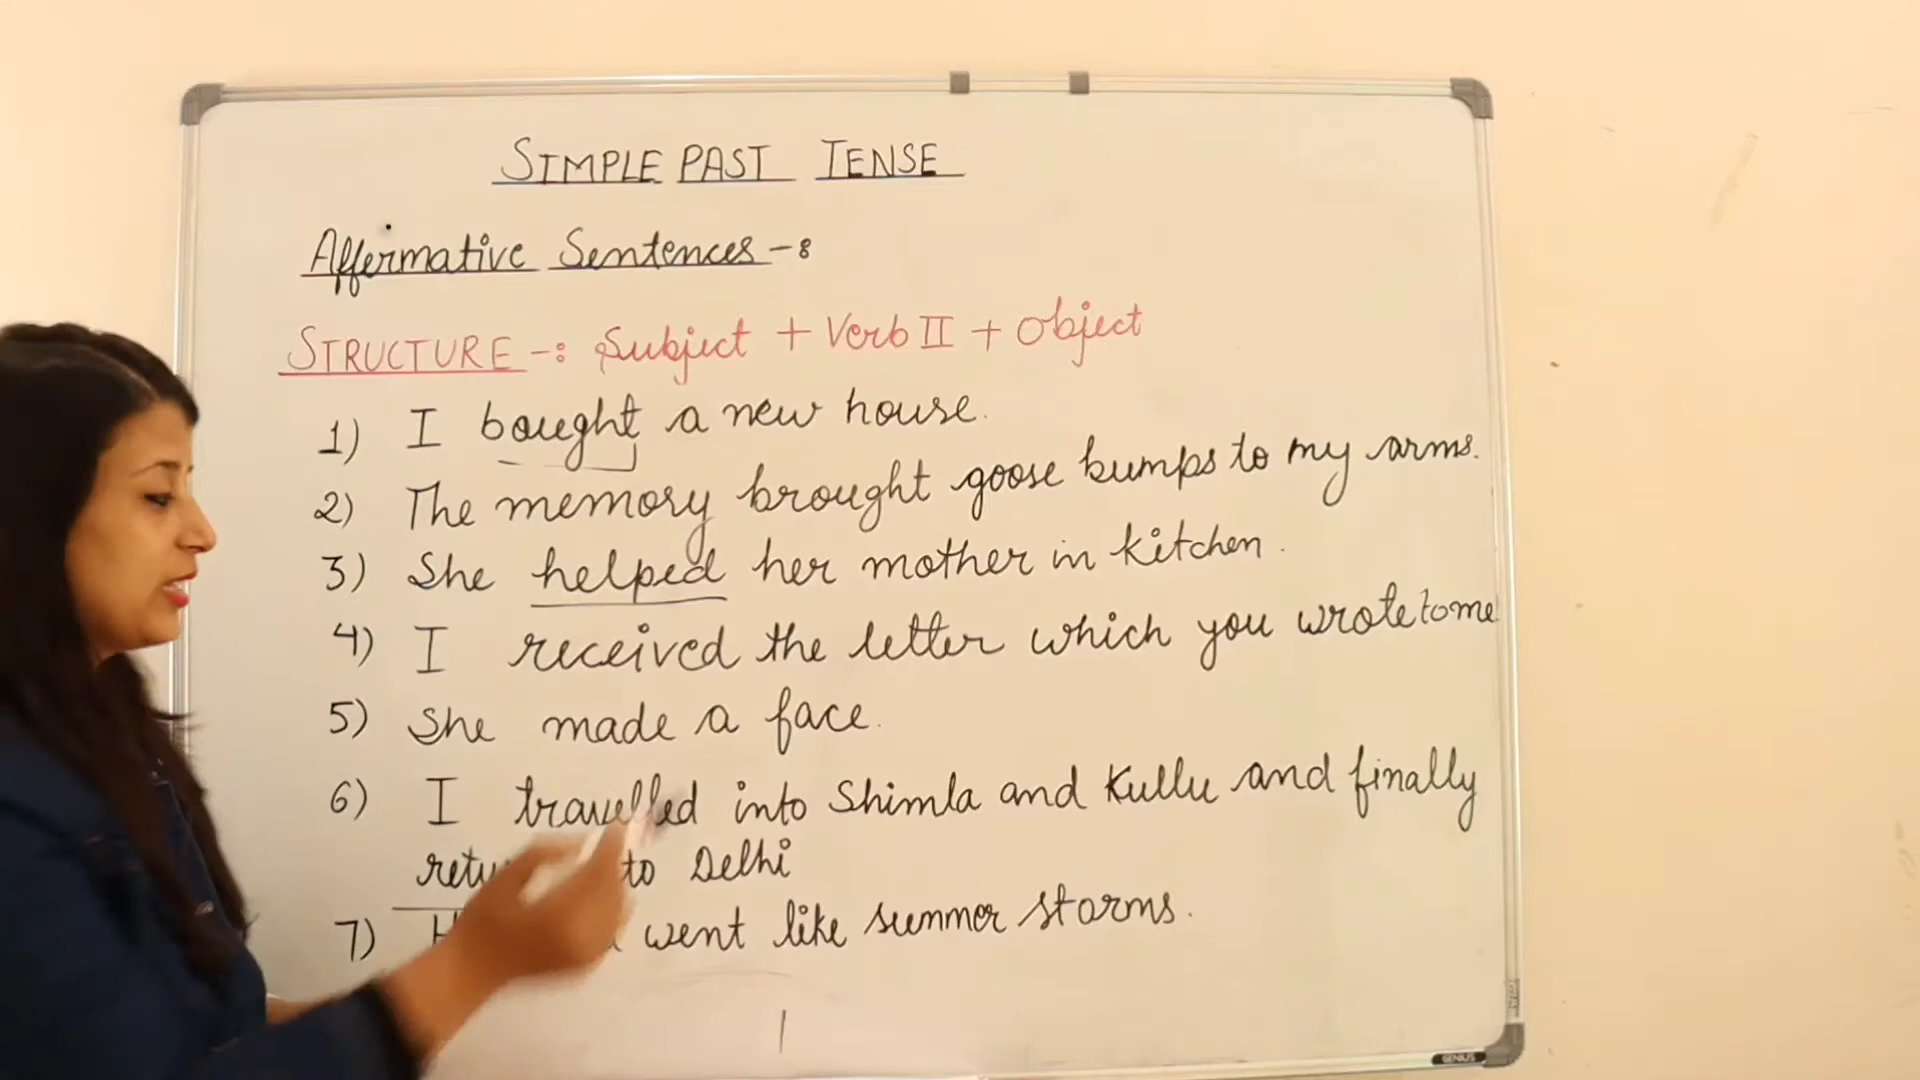 SIMPLE PAST TENSE
Affirmative Sentences -:
STRUCTURE -: Subject + Verb II + Object
1) I bought a new house.
2) The memory brought goose bumps to my arms.
3) She helped her mother in kitchen.
4) I received the letter which you wrote to me
5) She made a face.
6) I travelled into Shimla and Kullu and finally
to Delhi
7) went like summer storms.
GENIUS